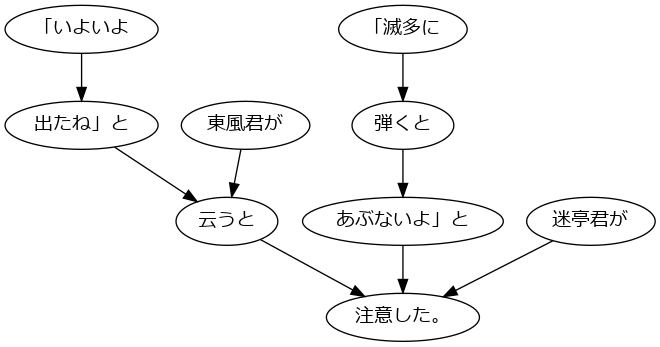 「いよいよ
「滅多に
出たね」と
東風君が
弾くと
云うと
あぶないよ」と
迷亭君が
注意した。